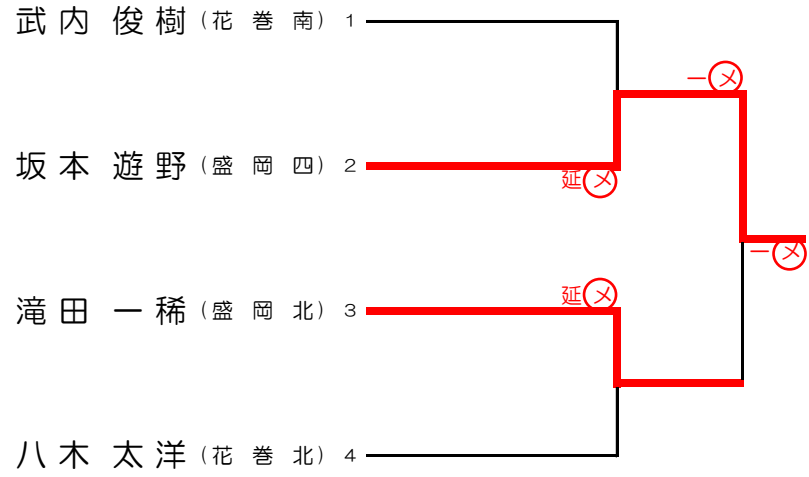 武内 俊樹 (花 巻 南) 1
一メ
坂本 遊野 (盛 岡 四) 2
延メ
一メ
滝田 一稀 (盛 岡 北) 3
延メ
八木 太洋 (花 巻 北) 4